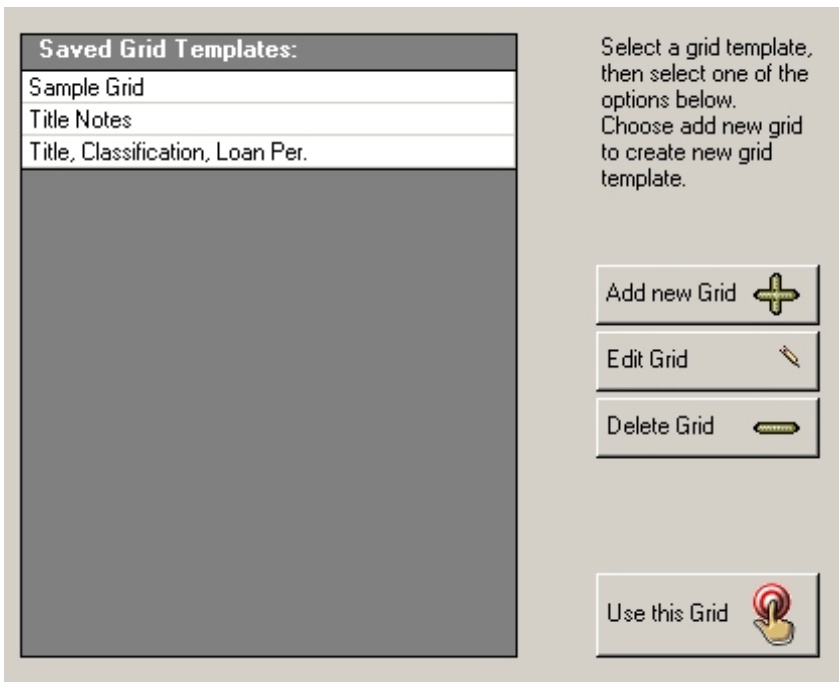 Saved Grid Templates:
Sample Grid
Title Notes
Title, Classification, Loan Per.
Select a grid template,
then select one of the
options below.
Choose add new grid
to create new grid
template.
Add new Grid
Edit Grid
Delete Grid
Use this Grid